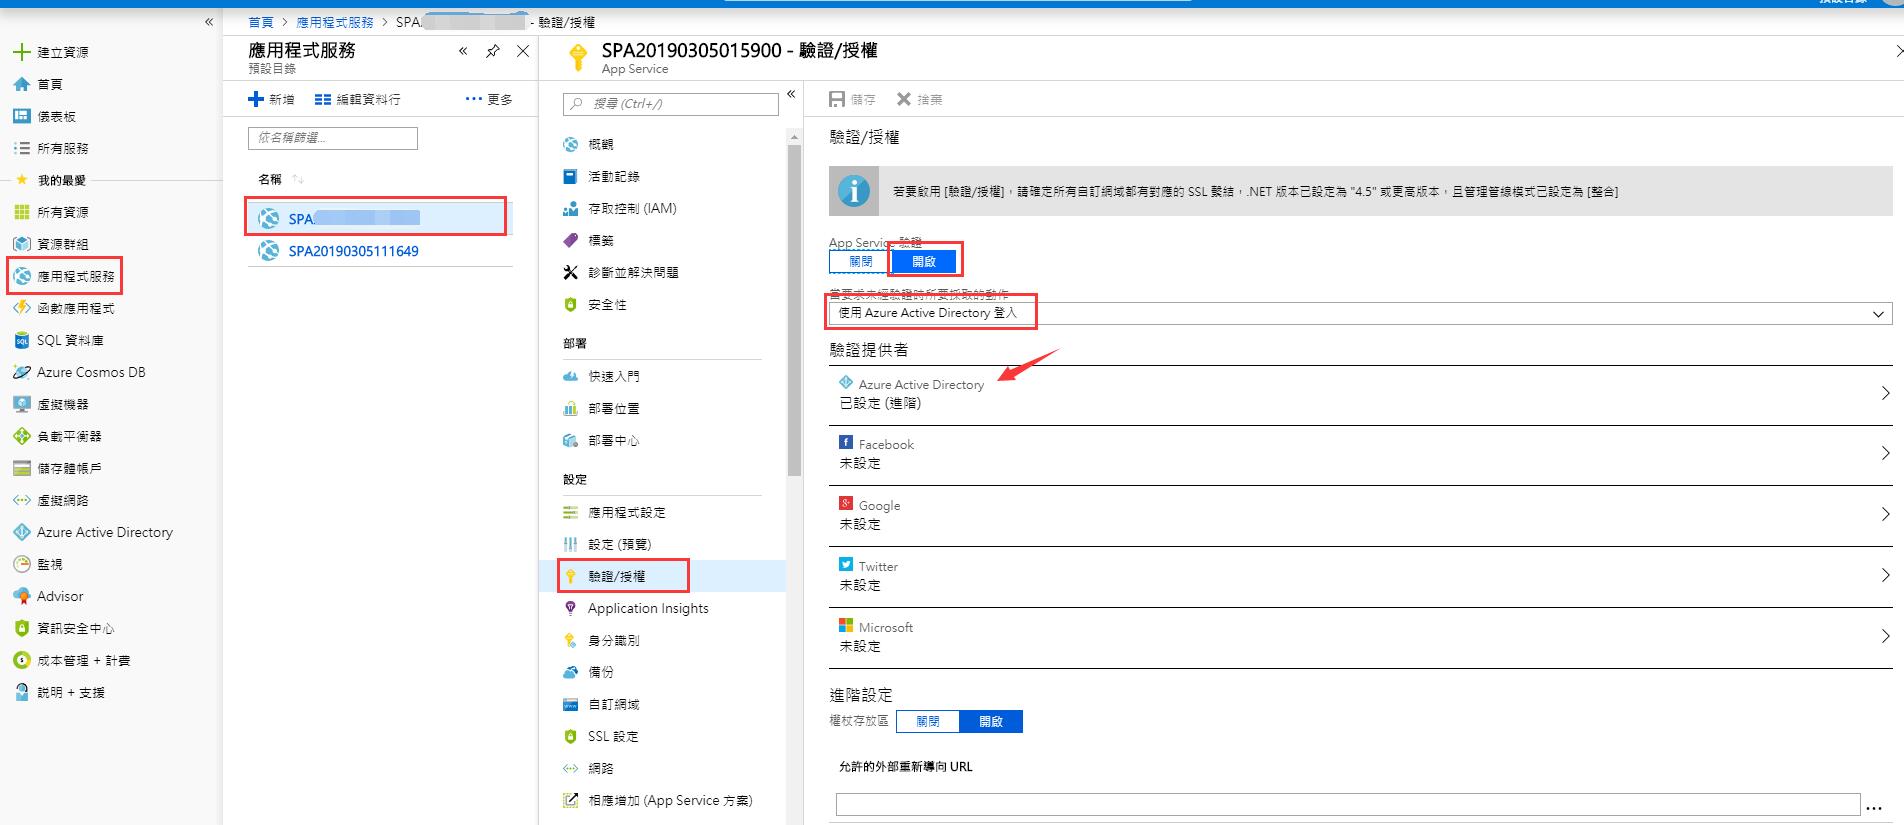 首頁 > 應用程式服務 > SPA - 驗證/授權
«
建立資源
首頁
儀表板
所有服務
我的最愛
所有資源
資源群組
應用程式服務
函數應用程式
SQL 資料庫
Azure Cosmos DB
虛擬機器
負載平衡器
儲存體帳戶
虛擬網路
Azure Active Directory
監視
Advisor
資訊安全中心
成本管理 + 計費
說明 + 支援
應用程式服務
預設目錄
新增 編輯資料行 ••• 更多
依名稱篩選...
名稱
SPA
SPA20190305111649
SPA20190305015900 - 驗證/授權
App Service
搜尋 (Ctrl+/)
概觀
活動記錄
存取控制 (IAM)
標籤
診斷並解決問題
安全性
部署
快速入門
部署位置
部署中心
設定
應用程式設定
設定 (預覽)
驗證/授權
Application Insights
身分識別
備份
自訂網域
SSL 設定
網路
相應增加 (App Service 方案)
儲存 捨棄
驗證/授權
若要啟用 [驗證/授權]，請確定所有自訂網域都有對應的 SSL 繫結，.NET 版本已設定為 "4.5" 或更高版本，且管理管線模式已設定為 [整合]
App Service 驗證
關閉 開啟
當要求未經驗證時所要採取的動作
使用 Azure Active Directory 登入
驗證提供者
Azure Active Directory
已設定 (進階)
Facebook
未設定
Google
未設定
Twitter
未設定
Microsoft
未設定
進階設定
權杖存放區 關閉 開啟
允許的外部重新導向 URL
...